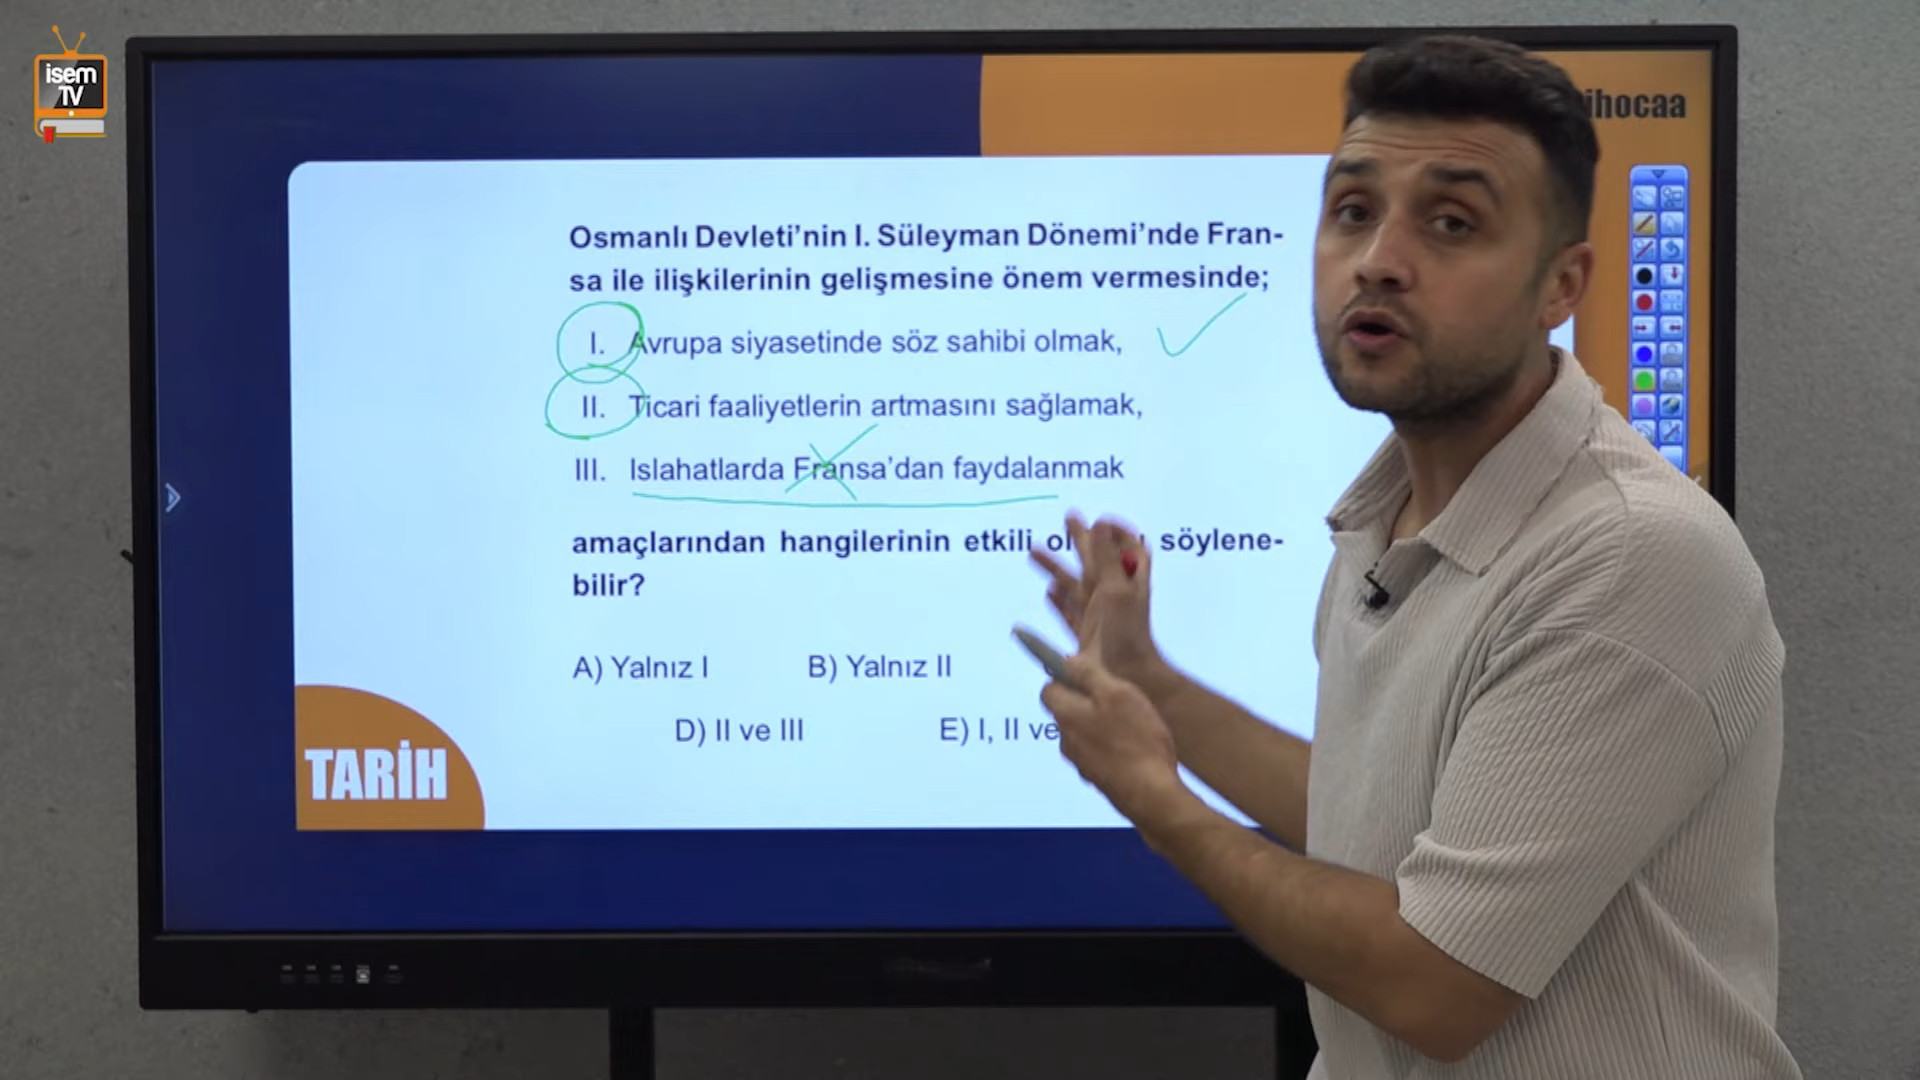 isem
TV
ihocaa
Osmanlı Devleti’nin I. Süleyman Dönemi’nde Fran-
sa ile ilişkilerinin gelişmesine önem vermesinde;
I. Avrupa siyasetinde söz sahibi olmak,
II. Ticari faaliyetlerin artmasını sağlamak,
III. Islahatlarda Fransa’dan faydalanmak
amaçlarından hangilerinin etkili söylene-
bilir?
A) Yalnız I B) Yalnız II
D) II ve III E) I, II ve
TARİH